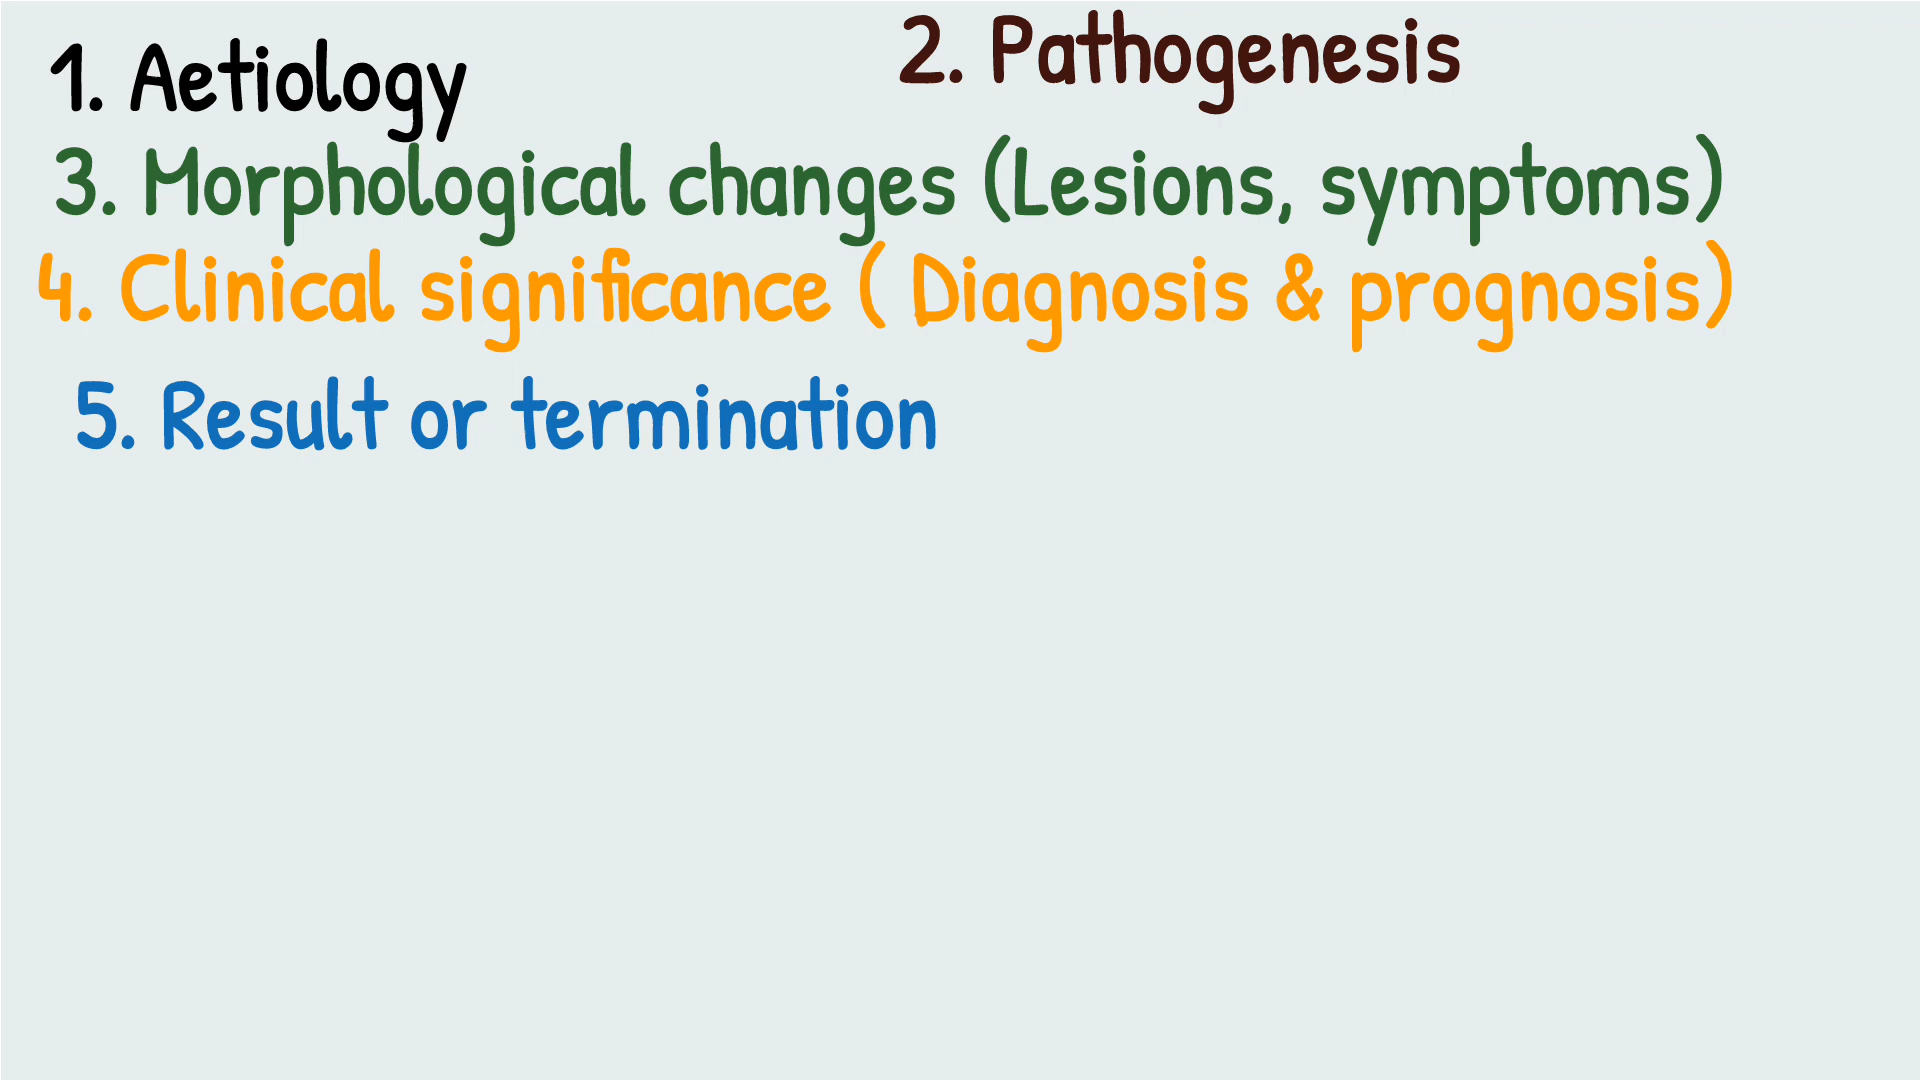 1. Aetiology
2. Pathogenesis
3. Morphological changes (Lesions, symptoms)
4. Clinical significance ( Diagnosis & prognosis)
5. Result or termination